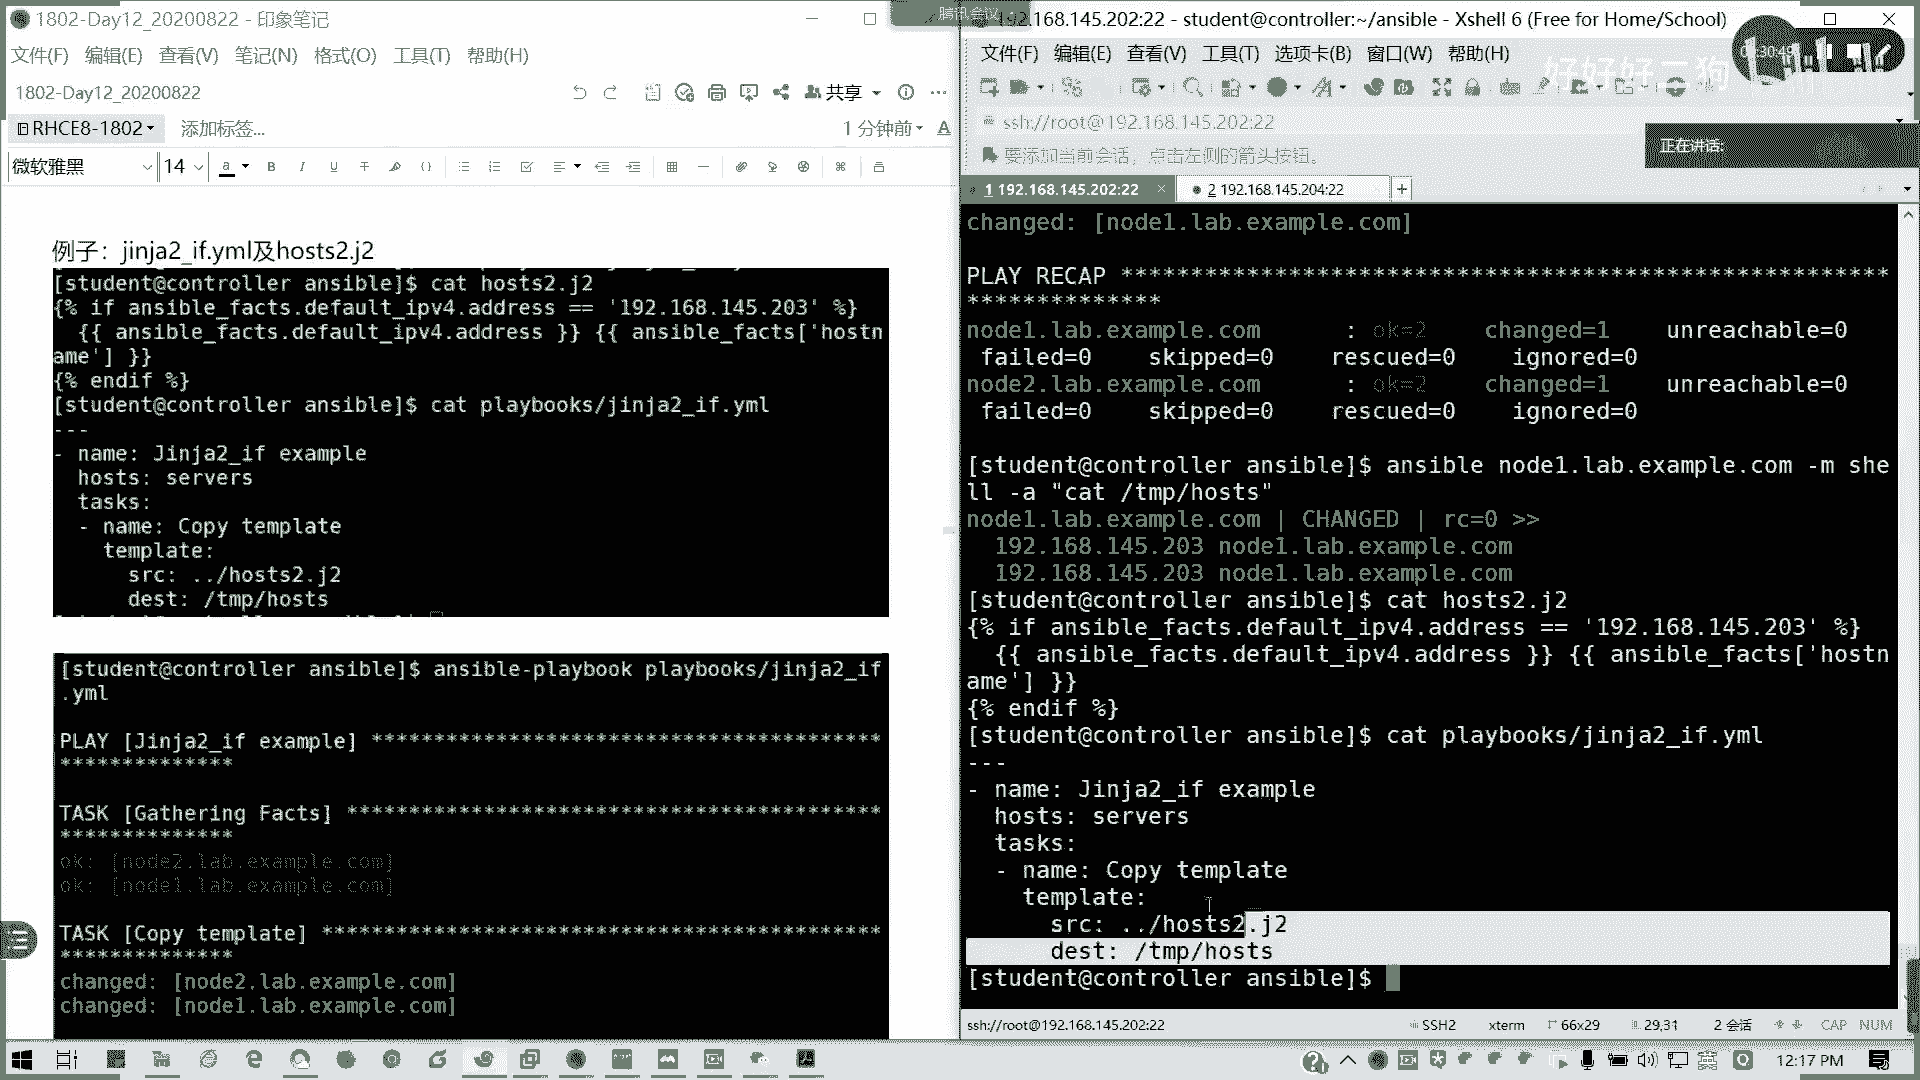 1802-Day12_20200822 - 印象笔记
文件(F) 编辑(E) 查看(V) 笔记(N) 格式(O) 工具(T) 帮助(H)
1802-Day12_20200822
共享
RHCE8-1802
添加标签...
1 分钟前
微软雅黑 14
例子：jinja2_if.yml及hosts2.j2
[student@controller ansible]$ cat hosts2.j2
{% if ansible_facts.default_ipv4.address == '192.168.145.203' %}
{{ ansible_facts.default_ipv4.address }} {{ ansible_facts['hostn
ame'] }}
{% endif %}
[student@controller ansible]$ cat playbooks/jinja2_if.yml
---
- name: Jinja2_if example
hosts: servers
tasks:
- name: Copy template
template:
src: ../hosts2.j2
dest: /tmp/hosts
[student@controller ansible]$ ansible-playbook playbooks/jinja2_if
.yml
PLAY [Jinja2_if example] *****************************************
**************
TASK [Gathering Facts] *******************************************
**************
ok: [node2.lab.example.com]
ok: [node1.lab.example.com]
TASK [Copy template] *********************************************
**************
changed: [node2.lab.example.com]
changed: [node1.lab.example.com]
腾讯会议
192.168.145.202:22 - student@controller:~/ansible - Xshell 6 (Free for Home/School)
文件(F) 编辑(E) 查看(V) 工具(T) 选项卡(B) 窗口(W) 帮助(H)
好好好二狗
ssh://root@192.168.145.202:22
要添加当前会话，点击左侧的箭头按钮。
正在讲话:
1 192.168.145.202:22
2 192.168.145.204:22
changed: [node1.lab.example.com]
PLAY RECAP *******************************************************
**************
node1.lab.example.com : ok=2 changed=1 unreachable=0
failed=0 skipped=0 rescued=0 ignored=0
node2.lab.example.com : ok=2 changed=1 unreachable=0
failed=0 skipped=0 rescued=0 ignored=0
[student@controller ansible]$ ansible node1.lab.example.com -m she
ll -a "cat /tmp/hosts"
node1.lab.example.com | CHANGED | rc=0 >>
192.168.145.203 node1.lab.example.com
192.168.145.203 node1.lab.example.com
[student@controller ansible]$ cat hosts2.j2
{% if ansible_facts.default_ipv4.address == '192.168.145.203' %}
{{ ansible_facts.default_ipv4.address }} {{ ansible_facts['hostn
ame'] }}
{% endif %}
[student@controller ansible]$ cat playbooks/jinja2_if.yml
---
- name: Jinja2_if example
hosts: servers
tasks:
- name: Copy template
template:
src: ../hosts2.j2
dest: /tmp/hosts
[student@controller ansible]$
ssh://root@192.168.145.202:22 SSH2 xterm 66x29 29,31 2 会话 CAP NUM
英 12:17 PM